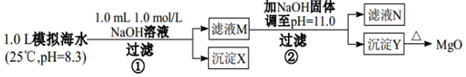 1.0 L模拟海水
(25℃,pH=8.3)
1.0 mL 1.0 mol/L
NaOH溶液
过滤
①
滤液M
沉淀X
加NaOH固体
调至pH=11.0
过滤
②
滤液N
沉淀Y
△
MgO